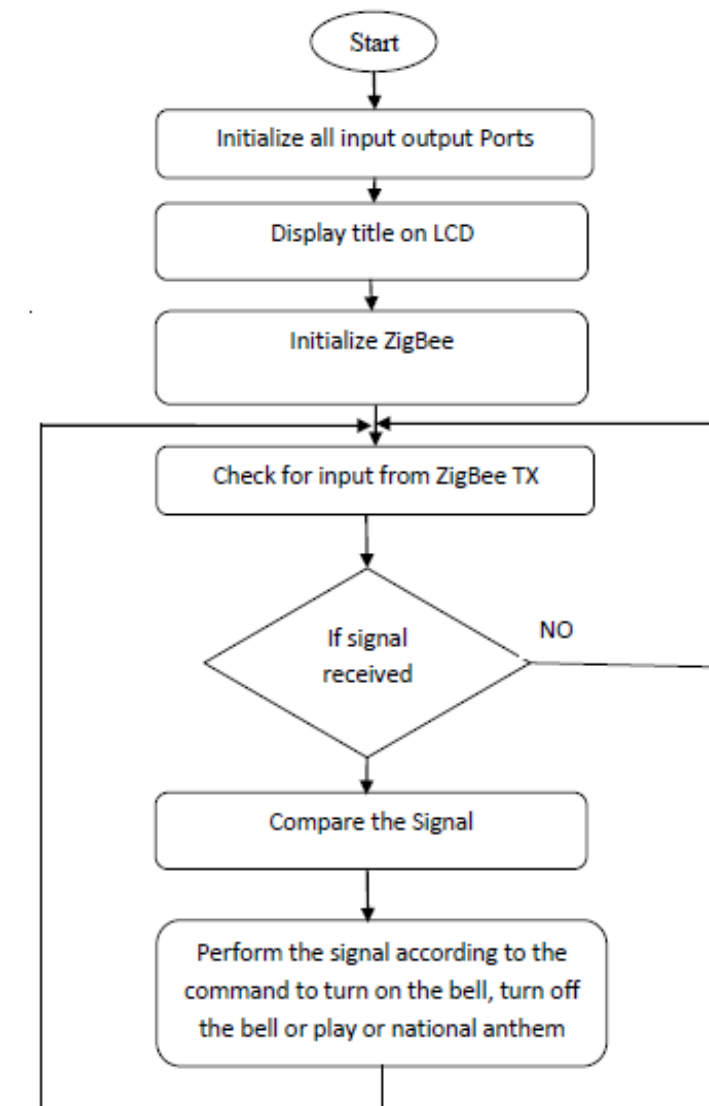 Start
Initialize all input output Ports
Display title on LCD
Initialize ZigBee
Check for input from ZigBee TX
If signal
received
NO
Compare the Signal
Perform the signal according to the
command to turn on the bell, turn off
the bell or play or national anthem